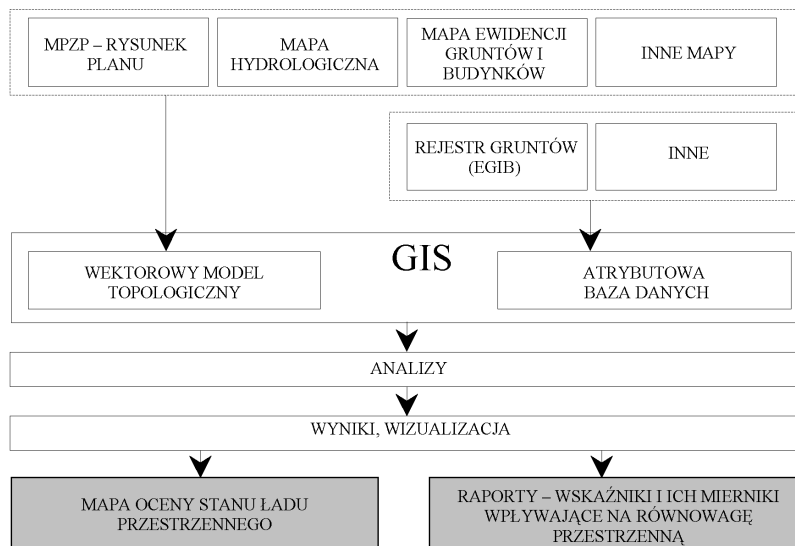 MPZP – RYSUNEK
PLANU
MAPA
HYDROLOGICZNA
MAPA EWIDENCJI
GRUNTÓW I
BUDYNKÓW
INNE MAPY
REJESTR GRUNTÓW
(EGIB)
INNE
GIS
WEKTOROWY MODEL
TOPOLOGICZNY
ATRYBUTOWA
BAZA DANYCH
ANALIZY
WYNIKI, WIZUALIZACJA
MAPA OCENY STANU ŁADU
PRZESTRZENNEGO
RAPORTY – WSKAŹNIKI I ICH MIERNIKI
WPŁYWAJĄCE NA RÓWNOWAGĘ
PRZESTRZENNĄ